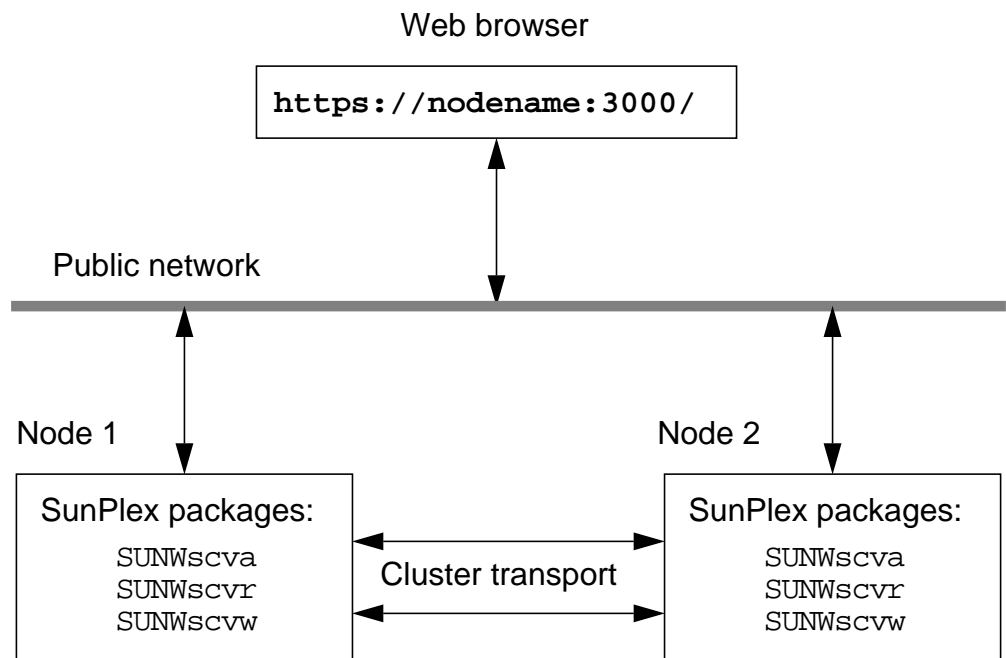 Web browser
https://nodename:3000/
Public network
Node 1
Node 2
SunPlex packages:
SUNWscva
SUNWscvr
SUNWscvw
Cluster transport
SunPlex packages:
SUNWscva
SUNWscvr
SUNWscvw